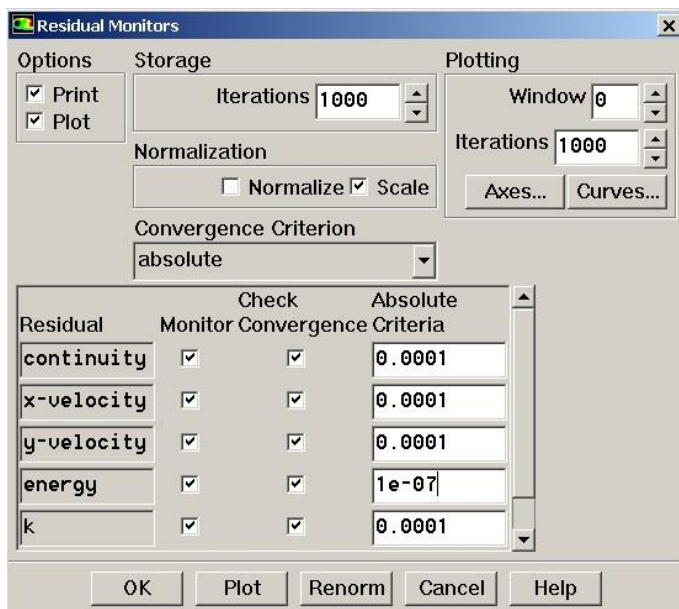 Residual Monitors
Options
Print
Plot
Storage
Iterations 1000
Normalization
Normalize Scale
Convergence Criterion
absolute
Plotting
Window 0
Iterations 1000
Axes... Curves...
Check Absolute
Residual Monitor Convergence Criteria
continuity 0.0001
x-velocity 0.0001
y-velocity 0.0001
energy 1e-07
k 0.0001
OK Plot Renorm Cancel Help